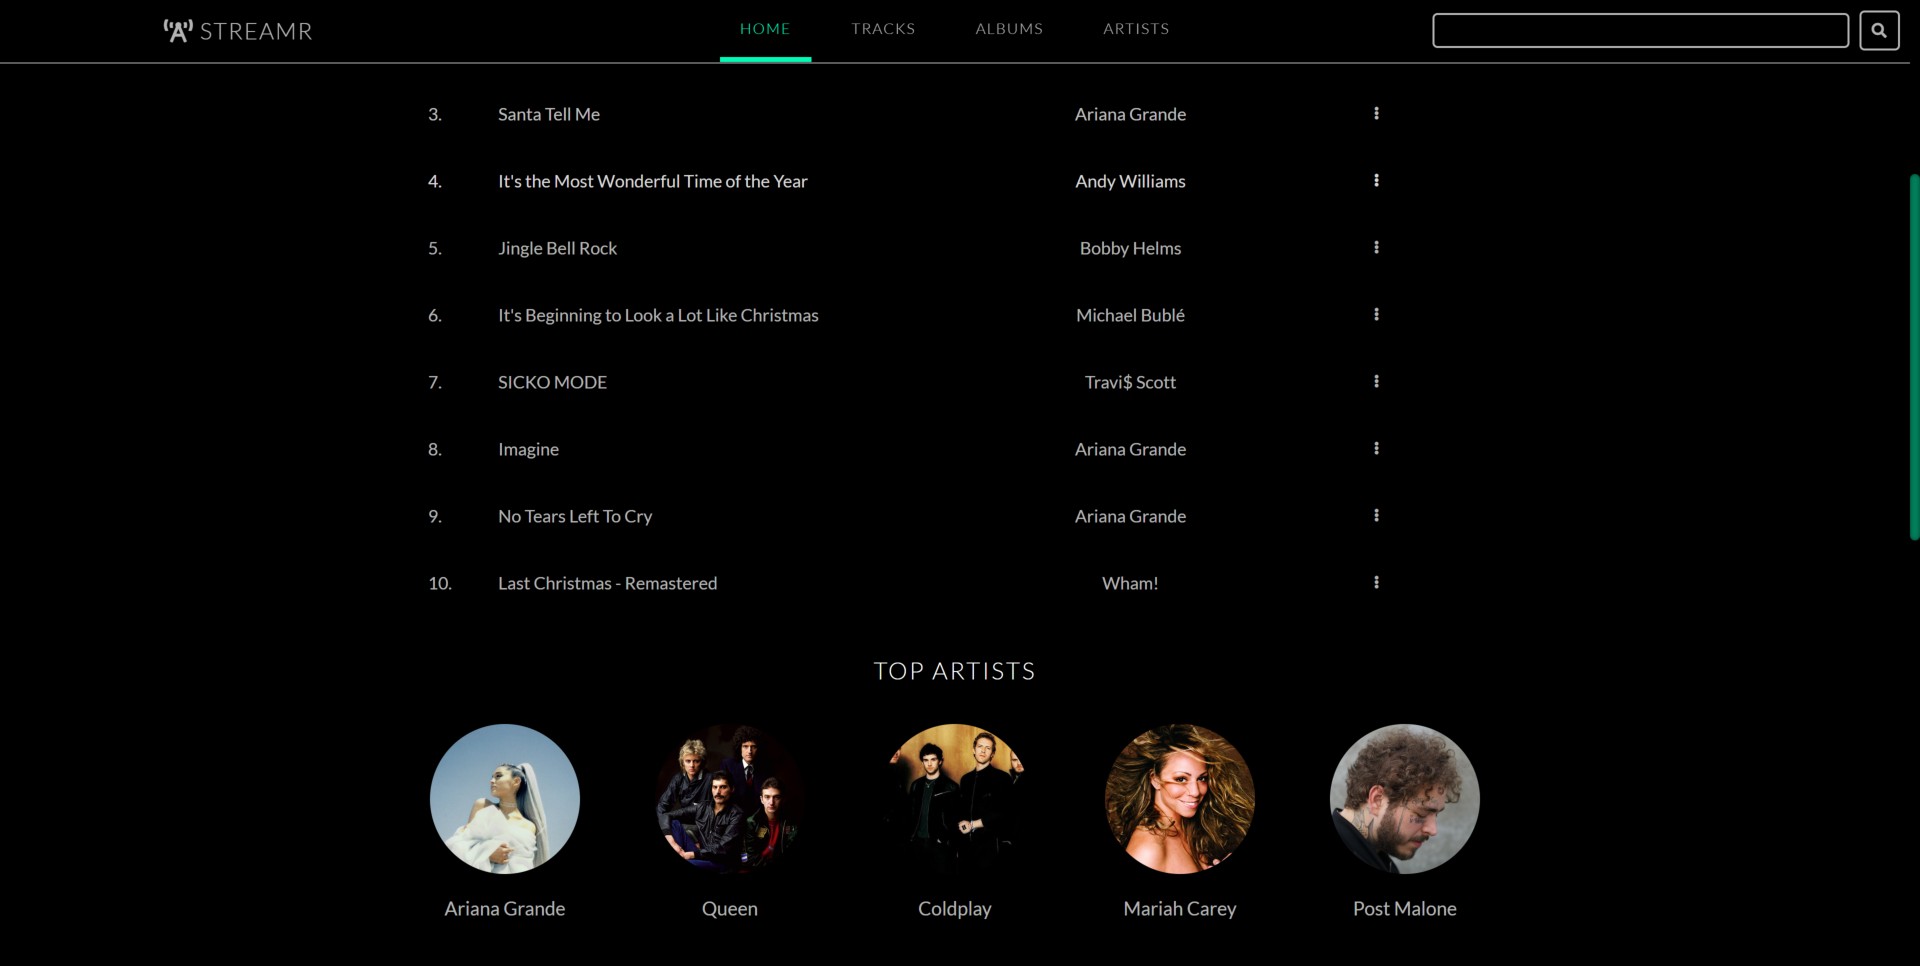 STREAMR
HOME TRACKS ALBUMS ARTISTS
3. Santa Tell Me Ariana Grande
4. It's the Most Wonderful Time of the Year Andy Williams
5. Jingle Bell Rock Bobby Helms
6. It's Beginning to Look a Lot Like Christmas Michael Bublé
7. SICKO MODE Travi$ Scott
8. Imagine Ariana Grande
9. No Tears Left To Cry Ariana Grande
10. Last Christmas - Remastered Wham!
TOP ARTISTS
Ariana Grande Queen Coldplay Mariah Carey Post Malone